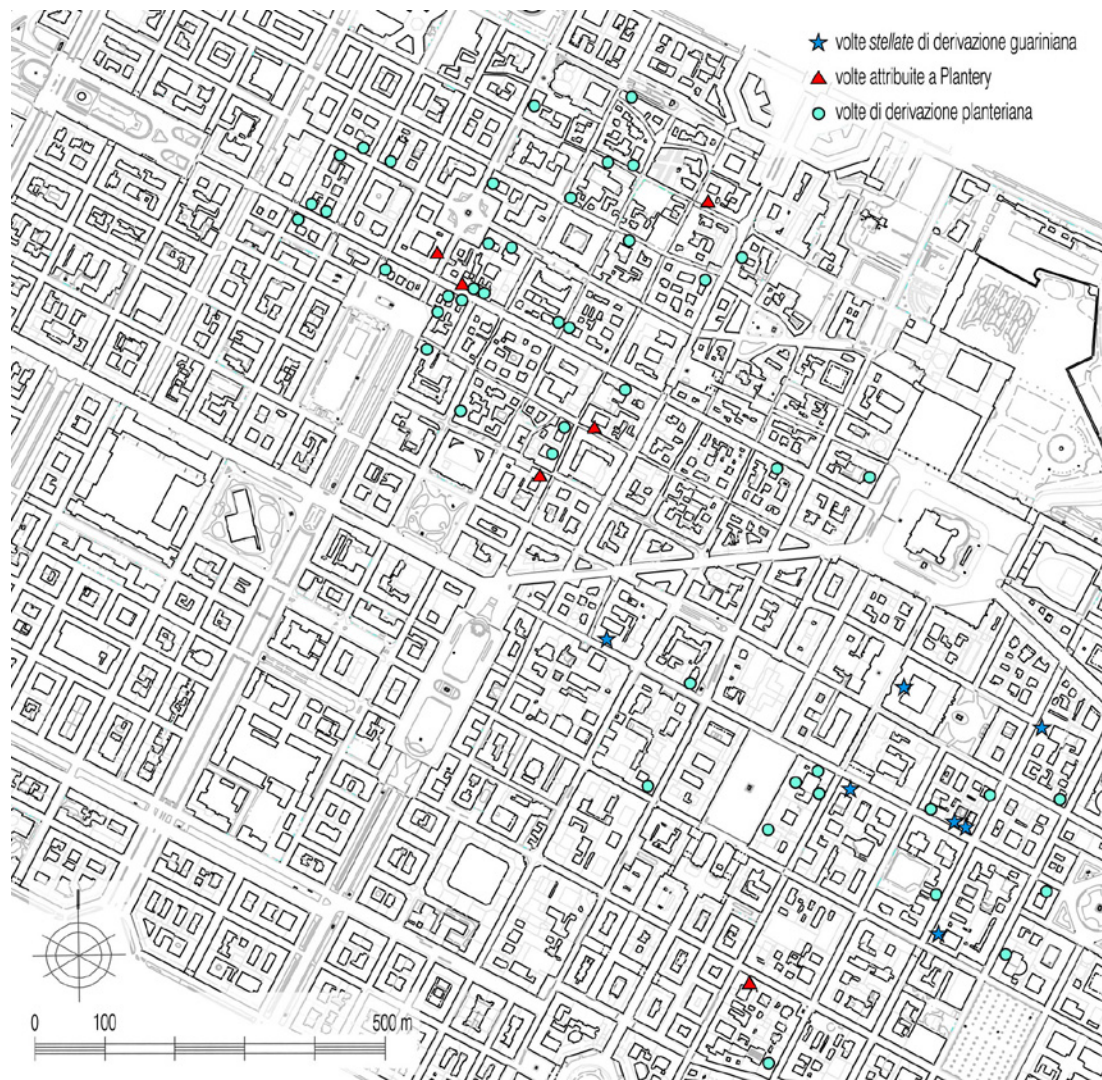 volte stellate di derivazione guariniana
volte attribuite a Plantery
volte di derivazione planteriana
0 100 500 m